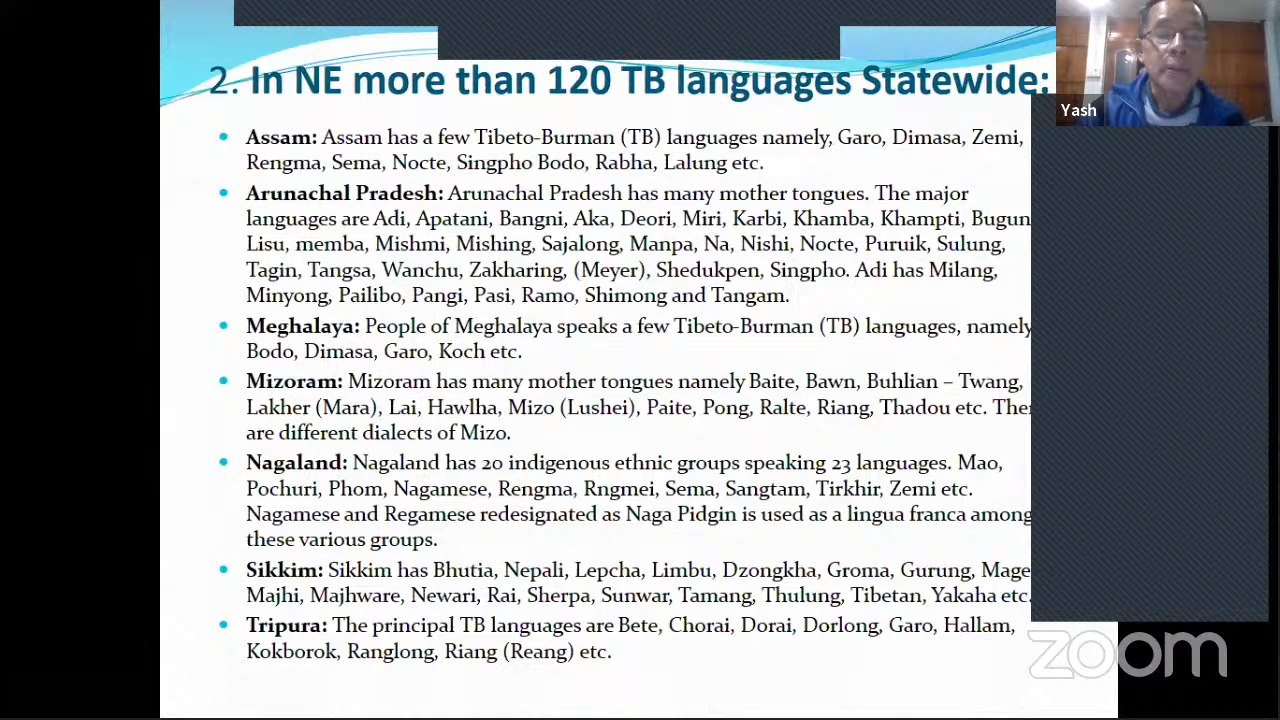 2. In NE more than 120 TB languages Statewide:
Yash
• Assam: Assam has a few Tibeto-Burman (TB) languages namely, Garo, Dimasa, Zemi,
Rengma, Sema, Nocte, Singpho Bodo, Rabha, Lalung etc.
• Arunachal Pradesh: Arunachal Pradesh has many mother tongues. The major
languages are Adi, Apatani, Bangni, Aka, Deori, Miri, Karbi, Khamba, Khampti, Bugun
Lisu, memba, Mishmi, Mishing, Sajalong, Manpa, Na, Nishi, Nocte, Puruik, Sulung,
Tagin, Tangsa, Wanchu, Zakharing, (Meyer), Shedukpen, Singpho. Adi has Milang,
Minyong, Pailibo, Pangi, Pasi, Ramo, Shimong and Tangam.
• Meghalaya: People of Meghalaya speaks a few Tibeto-Burman (TB) languages, namely
Bodo, Dimasa, Garo, Koch etc.
• Mizoram: Mizoram has many mother tongues namely Baite, Bawn, Buhlian – Twang,
Lakher (Mara), Lai, Hawlha, Mizo (Lushei), Paite, Pong, Ralte, Riang, Thadou etc.
are different dialects of Mizo.
• Nagaland: Nagaland has 20 indigenous ethnic groups speaking 23 languages. Mao,
Pochuri, Phom, Nagamese, Rengma, Rngmei, Sema, Sangtam, Tirkhir, Zemi etc.
Nagamese and Regamese redesignated as Naga Pidgin is used as a lingua franca among
these various groups.
• Sikkim: Sikkim has Bhutia, Nepali, Lepcha, Limbu, Dzongkha, Groma, Gurung,
Majhi, Majhware, Newari, Rai, Sherpa, Sunwar, Tamang, Thulung, Tibetan, Yakaha etc.
• Tripura: The principal TB languages are Bete, Chorai, Dorai, Dorlong, Garo, Hallam,
Kokborok, Ranglong, Riang (Reang) etc.
zoom